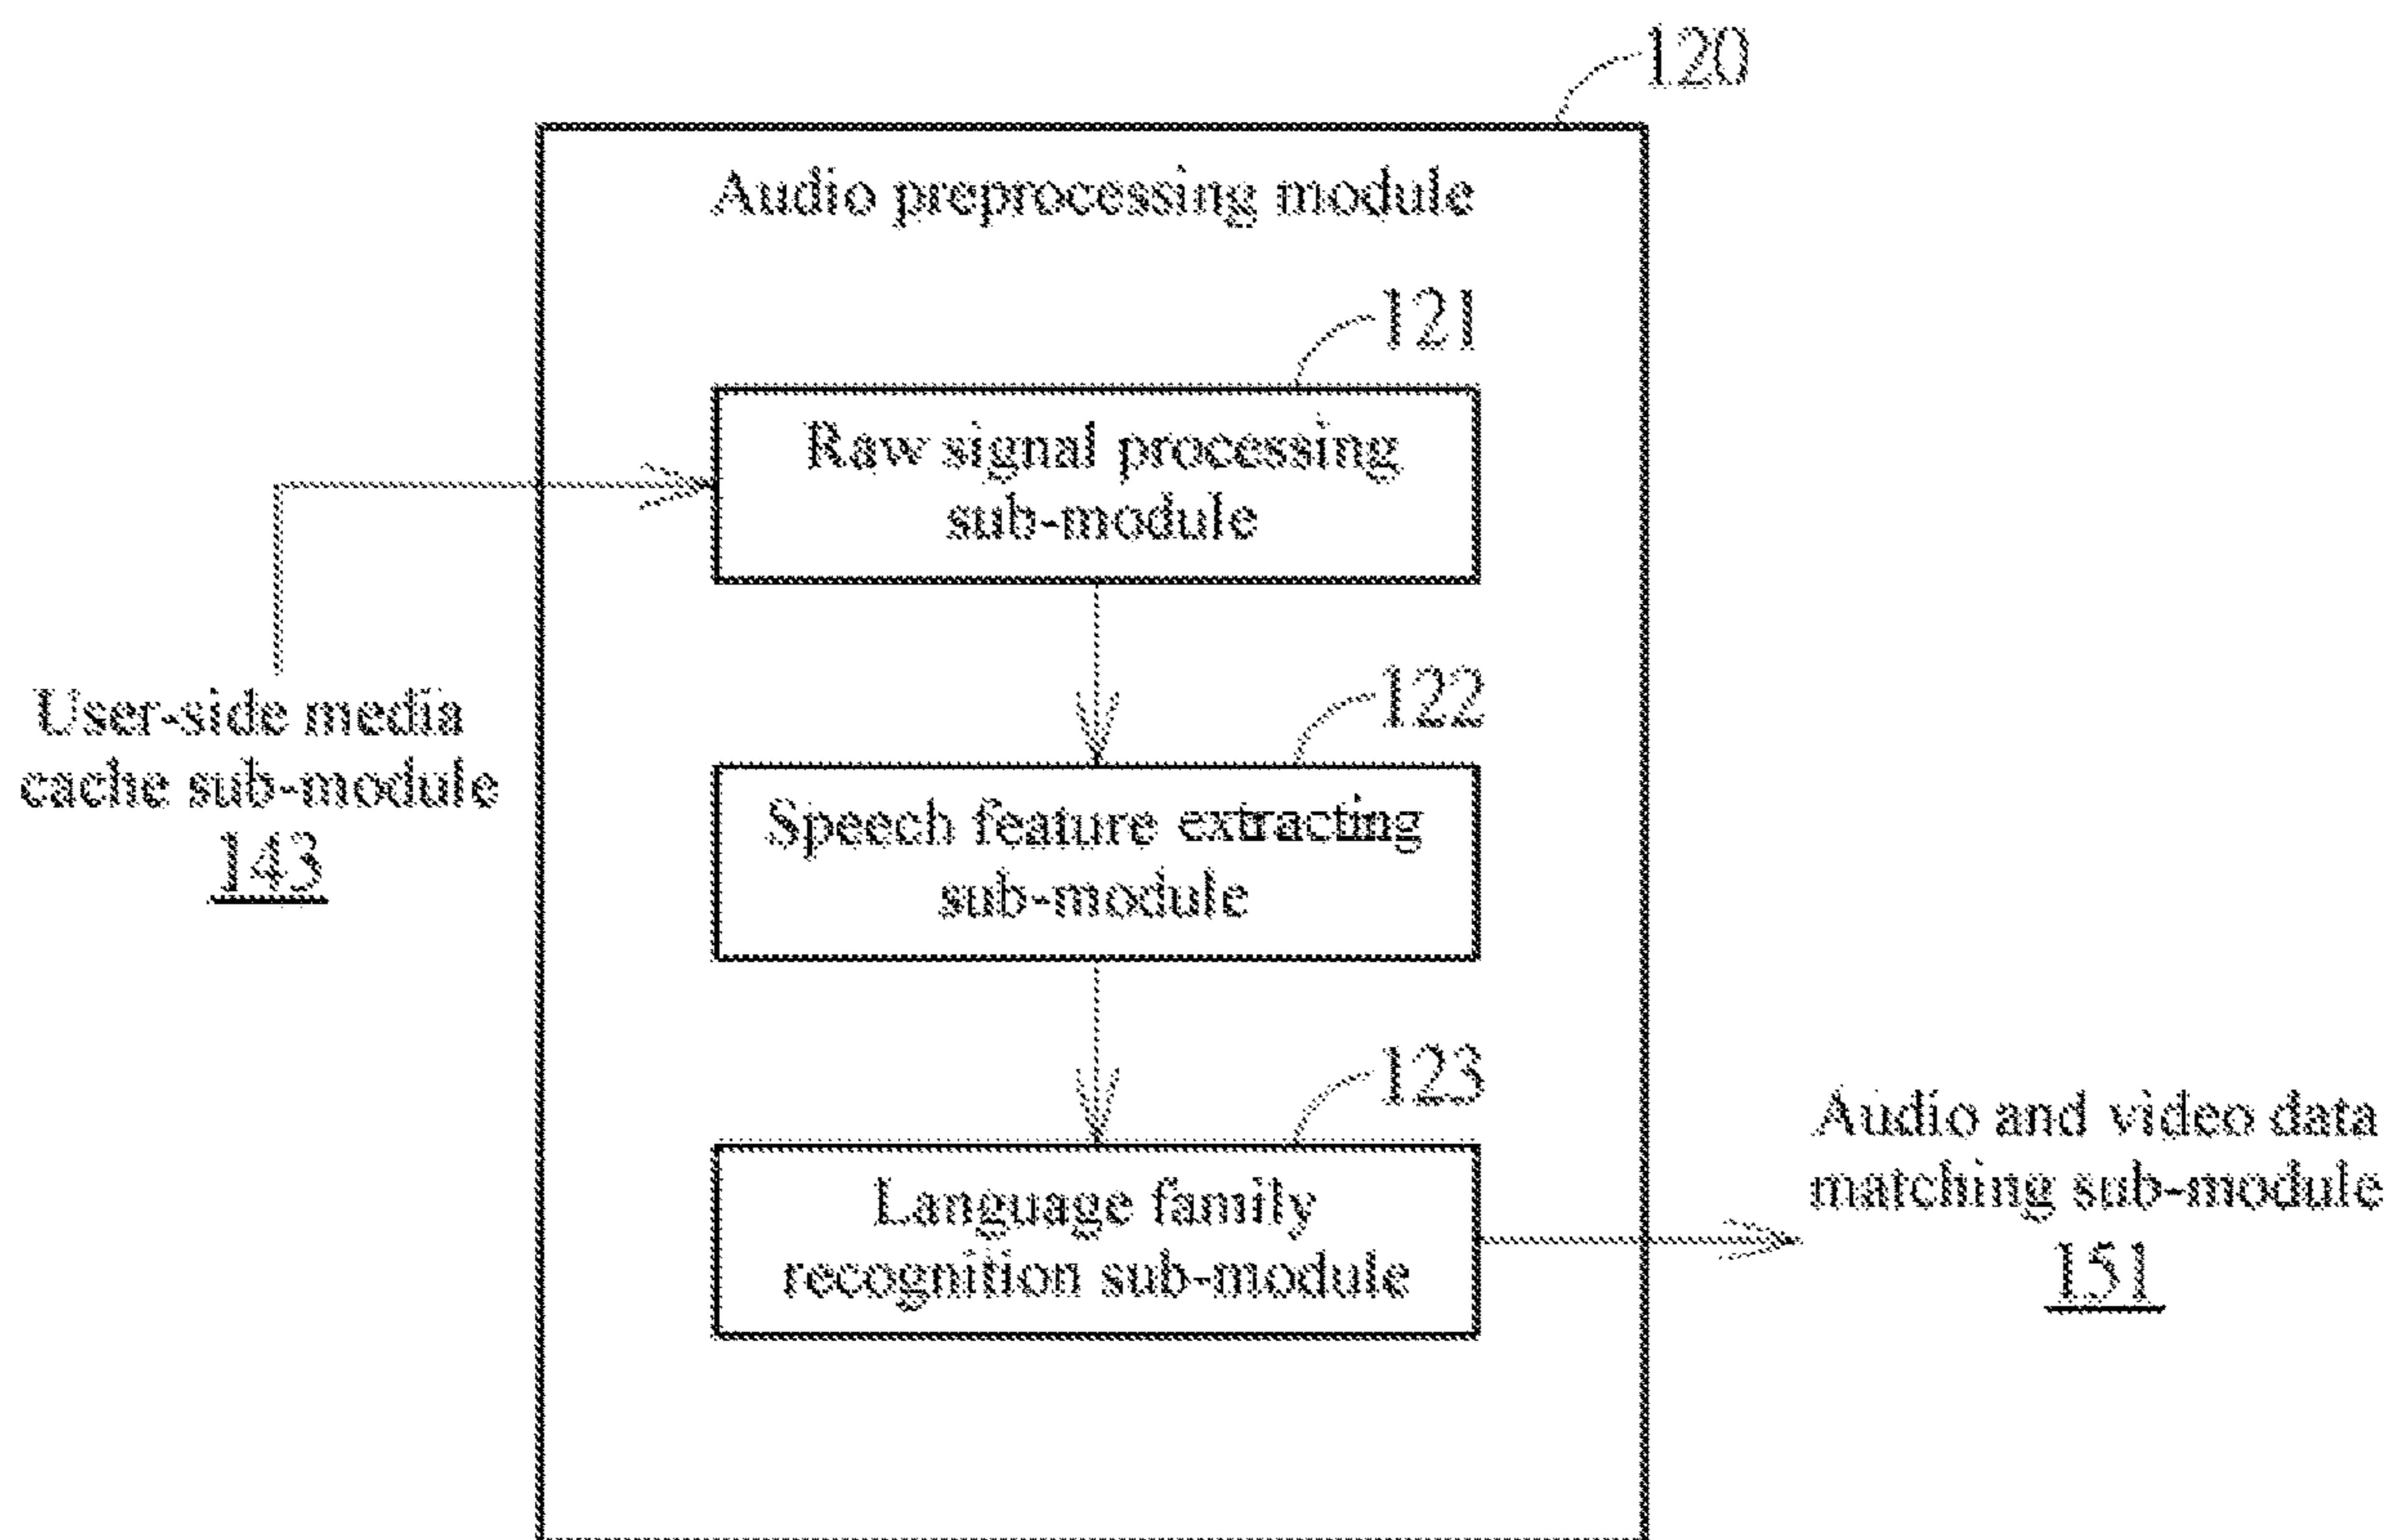 120
Audio preprocessing module
121
Raw signal processing
sub-module
User-side media
cache sub-module
143
122
Speech feature extracting
sub-module
123
Language family
recognition sub-module
Audio and video data
matching sub-module
151